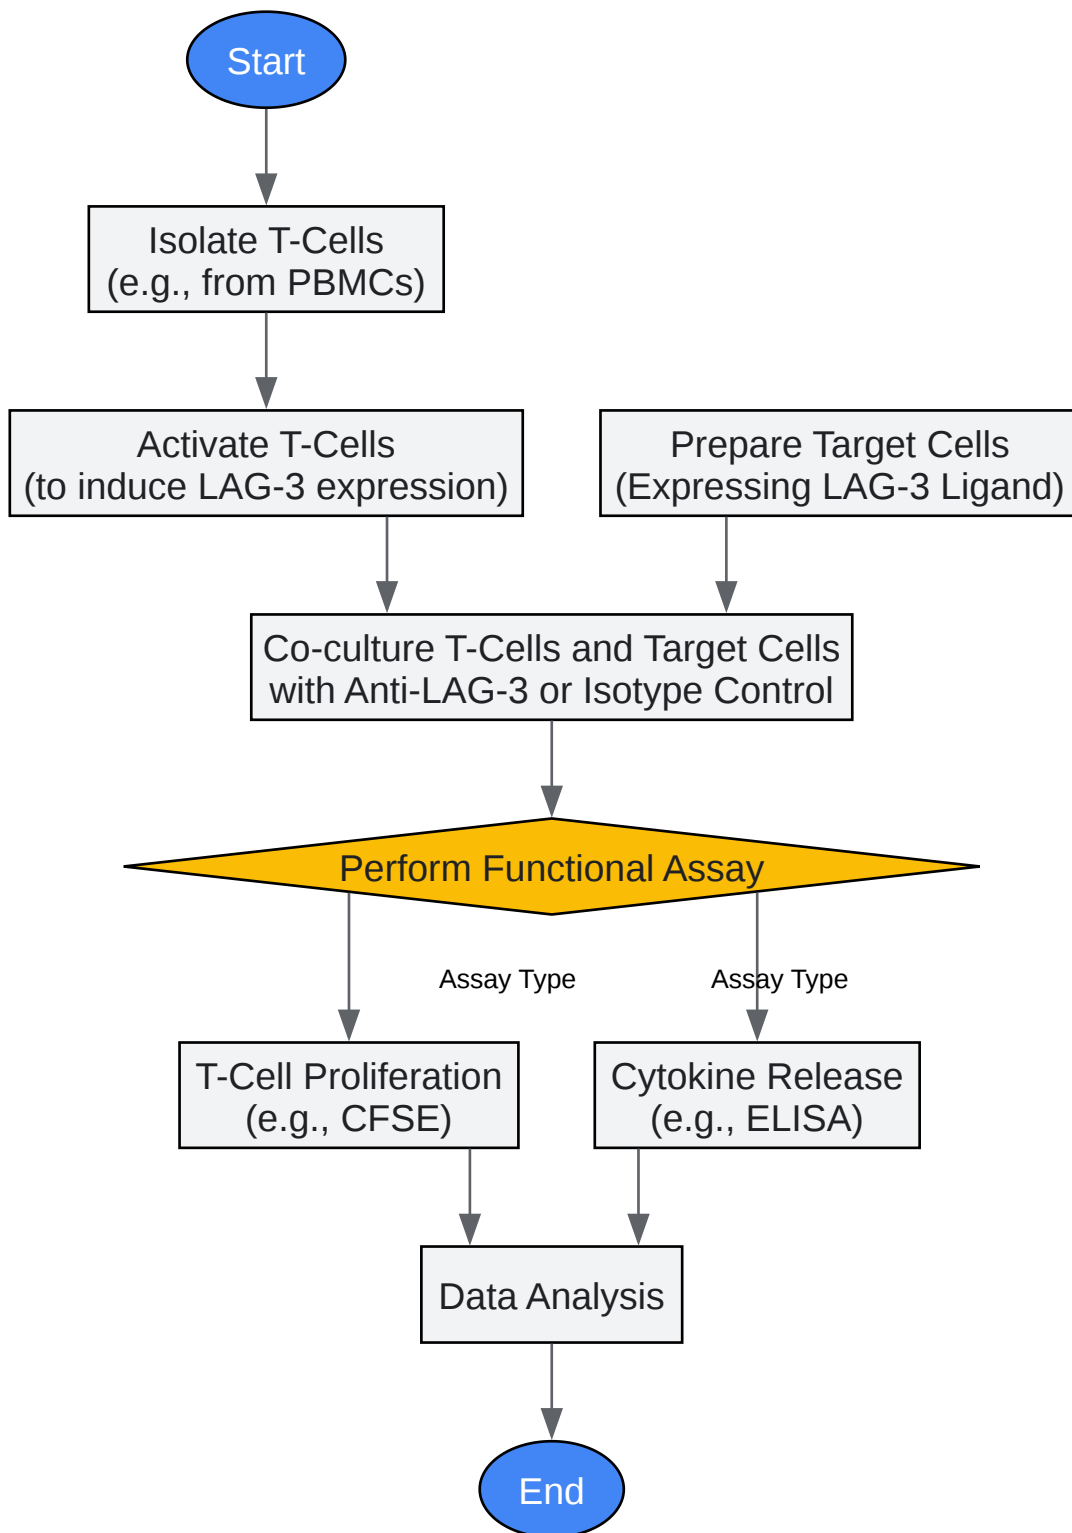 Start
Isolate T-Cells
(e.g., from PBMCs)
Activate T-Cells
(to induce LAG-3 expression)
Prepare Target Cells
(Expressing LAG-3 Ligand)
Co-culture T-Cells and Target Cells
with Anti-LAG-3 or Isotype Control
Perform Functional Assay
Assay Type
Assay Type
T-Cell Proliferation
(e.g., CFSE)
Cytokine Release
(e.g., ELISA)
Data Analysis
End